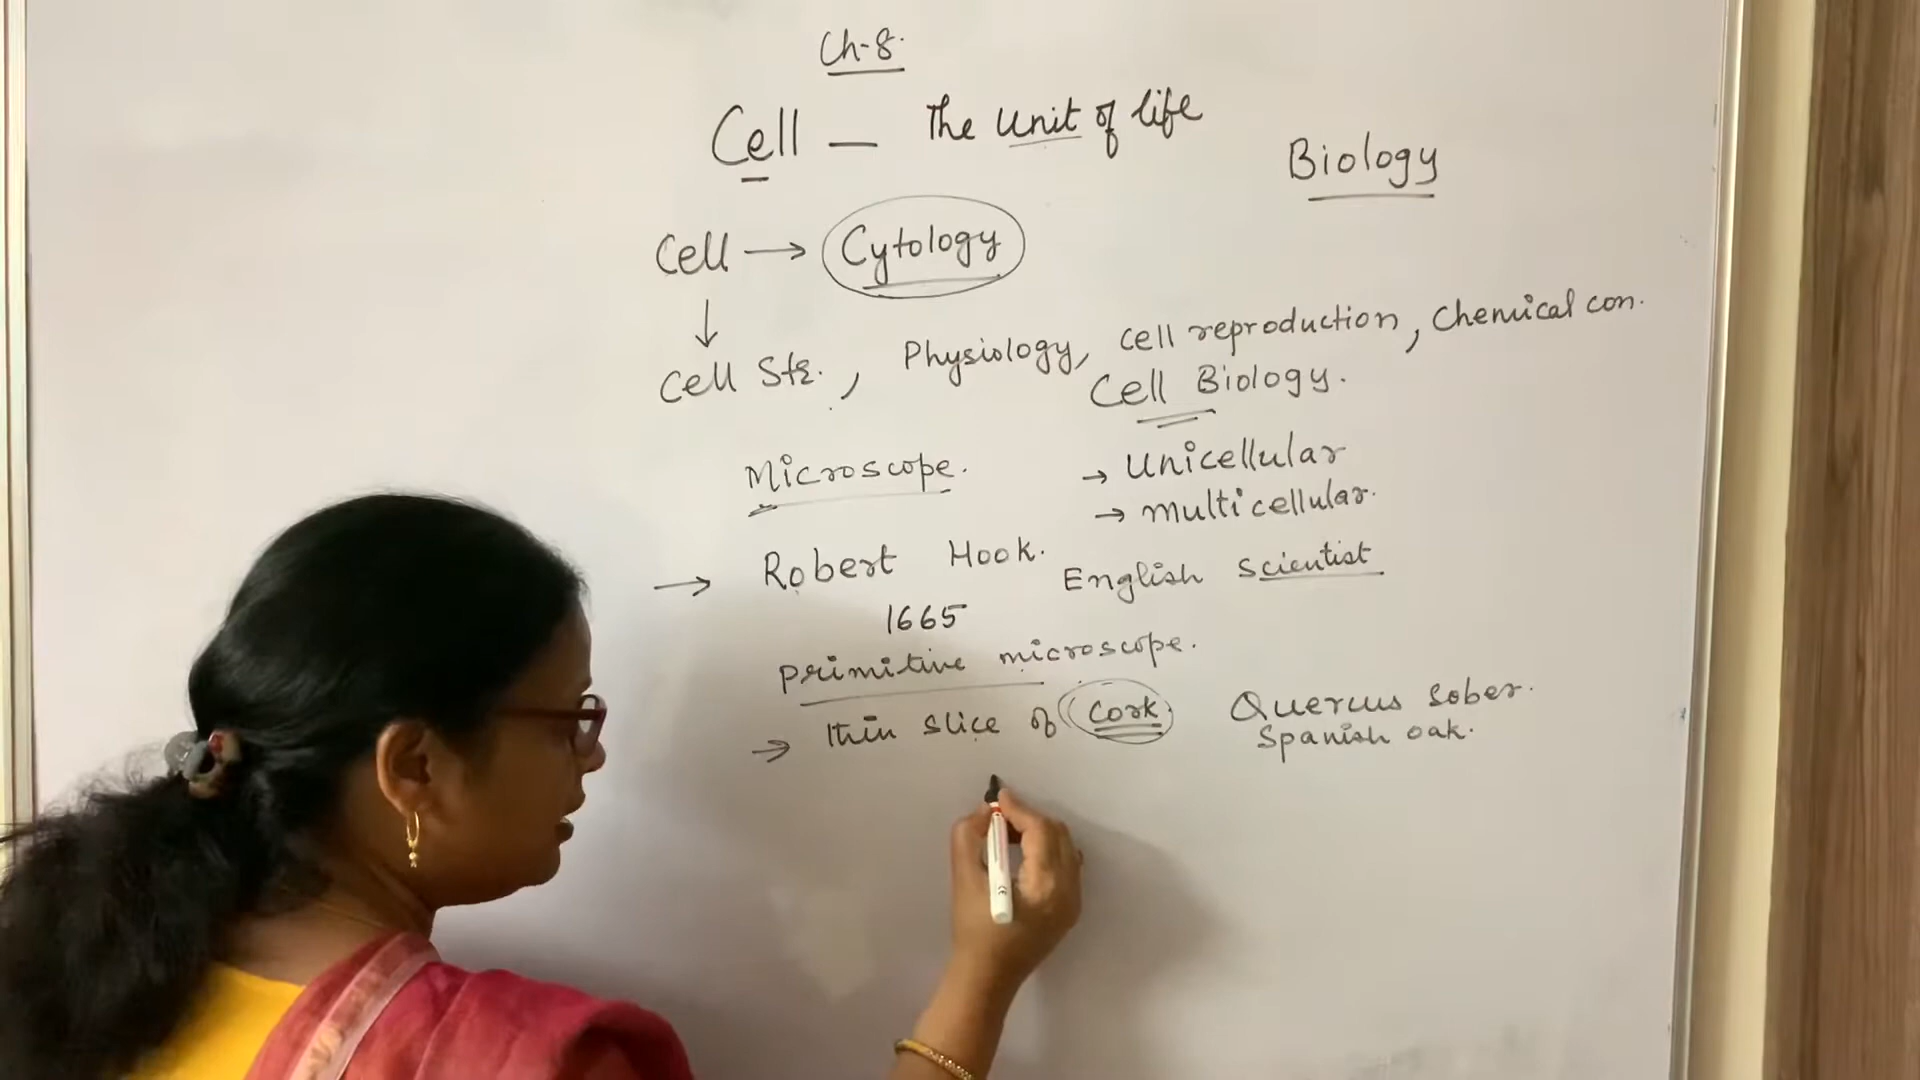 Ch-8.
Cell — The Unit of life
Biology
Cell → Cytology
↓
Cell Str. , Physiology, cell reproduction, Chemical con.
Cell Biology.
Microscope.
→ Unicellular
→ multicellular.
→ Robert Hook. English scientist
1665
primitive microscope.
→ thin slice of (Cork) Quercus sober.
Spanish oak.